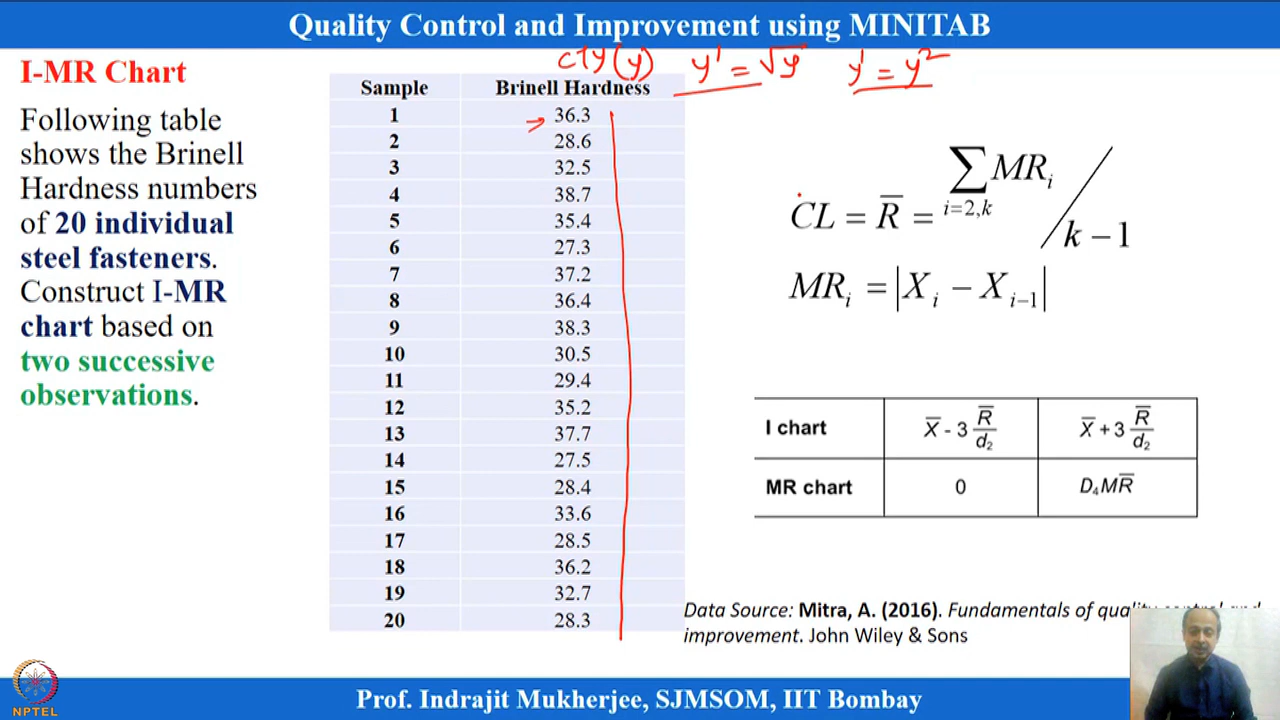 Quality Control and Improvement using MINITAB
I-MR Chart
Following table
shows the Brinell
Hardness numbers
of 20 individual
steel fasteners.
Construct I-MR
chart based on
two successive
observations.
CTY (y) y' = √y y' = y²
Sample Brinell Hardness
1 36.3
2 28.6
3 32.5
4 38.7
5 35.4
6 27.3
7 37.2
8 36.4
9 38.3
10 30.5
11 29.4
12 35.2
13 37.7
14 27.5
15 28.4
16 33.6
17 28.5
18 36.2
19 32.7
20 28.3
CL = R̅ = ∑ MRᵢ / k − 1
i=2,k
MRᵢ = |Xᵢ − Xᵢ₋₁|
I chart X̅ - 3 R̅/d₂ X̅ + 3 R̅/d₂
MR chart 0 D₄MR̅
Data Source: Mitra, A. (2016). Fundamentals of quality control and
improvement. John Wiley & Sons
NPTEL
Prof. Indrajit Mukherjee, SJMSOM, IIT Bombay